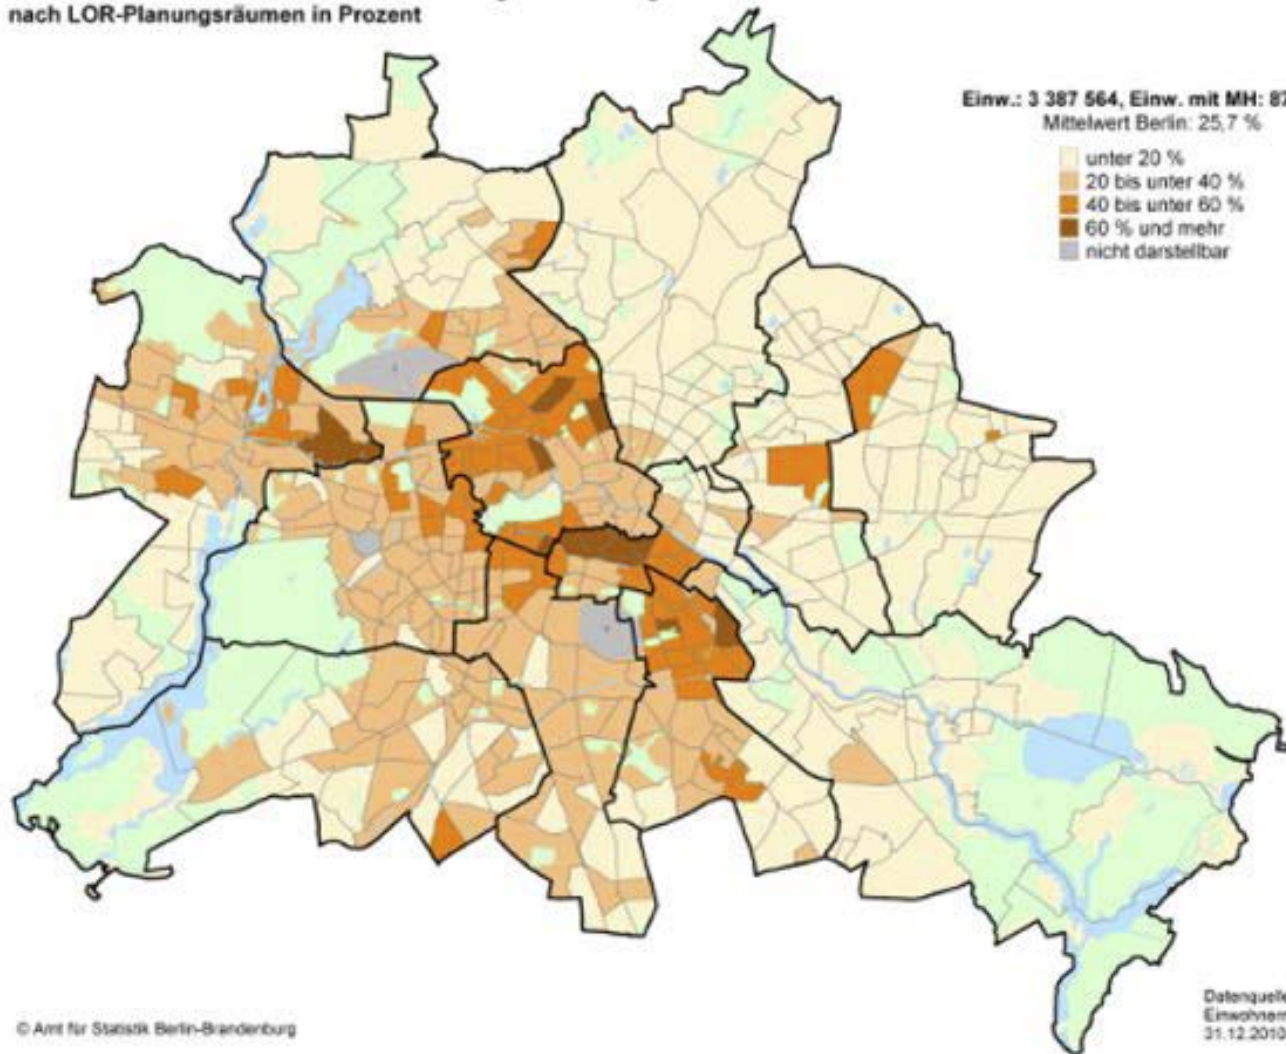 nach LOR-Planungsräumen in Prozent
Einw.: 3 387 564, Einw. mit MH: 87
Mittelwert Berlin: 25,7 %
unter 20 %
20 bis unter 40 %
40 bis unter 60 %
60 % und mehr
nicht darstellbar
© Amt für Statistik Berlin-Brandenburg
Datenquelle
Einwohnerr
31.12.2010